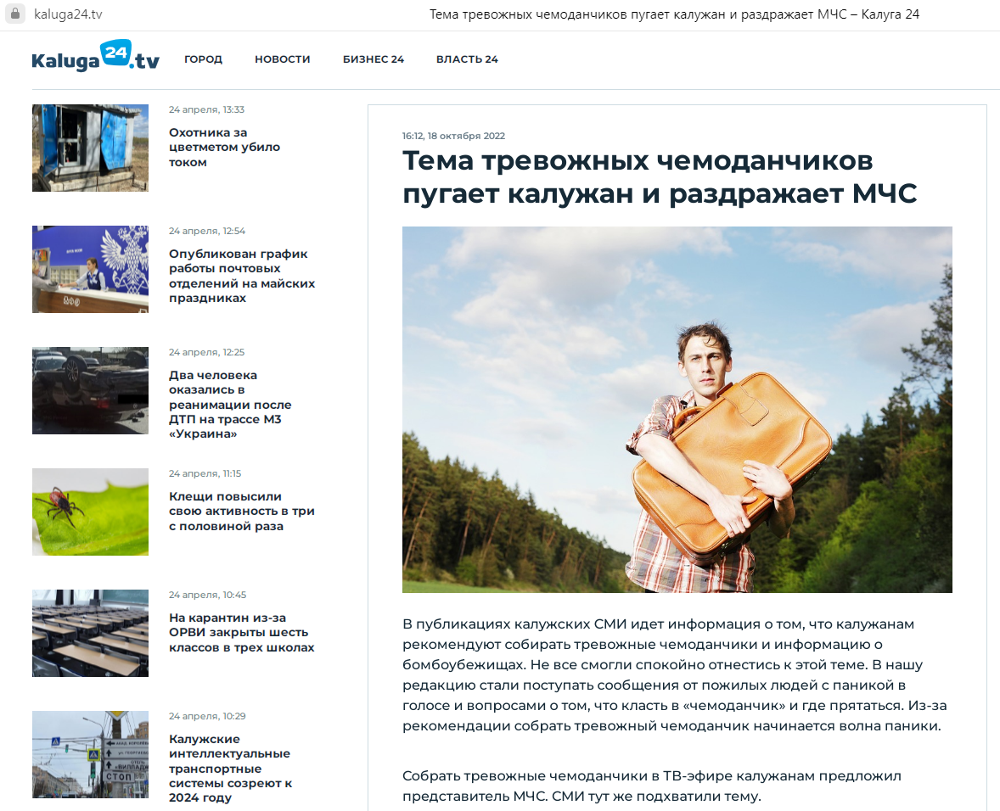 kaluga24.tv
Тема тревожных чемоданчиков пугает калужан и раздражает МЧС – Калуга 24
Kaluga 24 .tv
ГОРОД
НОВОСТИ
БИЗНЕС 24
ВЛАСТЬ 24
24 апреля, 13:33
Охотника за
цветметом убило
током
24 апреля, 12:54
Опубликован график
работы почтовых
отделений на майских
праздниках
24 апреля, 12:25
Два человека
оказались в
реанимации после
ДТП на трассе М3
«Украина»
24 апреля, 11:15
Клещи повысили
свою активность в три
с половиной раза
24 апреля, 10:45
На карантин из-за
ОРВИ закрыты шесть
классов в трех школах
24 апреля, 10:29
Калужские
интеллектуальные
транспортные
системы созреют к
2024 году
СТОП
16:12, 18 октября 2022
Тема тревожных чемоданчиков
пугает калужан и раздражает МЧС
В публикациях калужских СМИ идет информация о том, что калужанам
рекомендуют собирать тревожные чемоданчики и информацию о
бомбоубежищах. Не все смогли спокойно отнестись к этой теме. В нашу
редакцию стали поступать сообщения от пожилых людей с паникой в
голосе и вопросами о том, что класть в «чемоданчик» и где прятаться. Из-за
рекомендации собрать тревожный чемоданчик начинается волна паники.
Собрать тревожные чемоданчики в ТВ-эфире калужанам предложил
представитель МЧС. СМИ тут же подхватили тему.